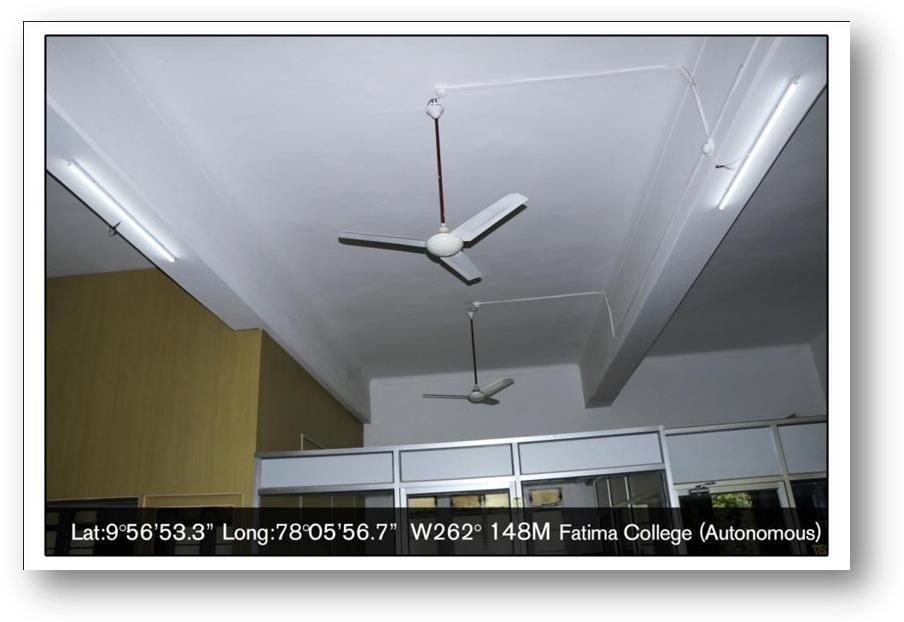 Lat:9°56'53.3” Long:78°05'56.7” W262° 148M Fatima College (Autonomous)